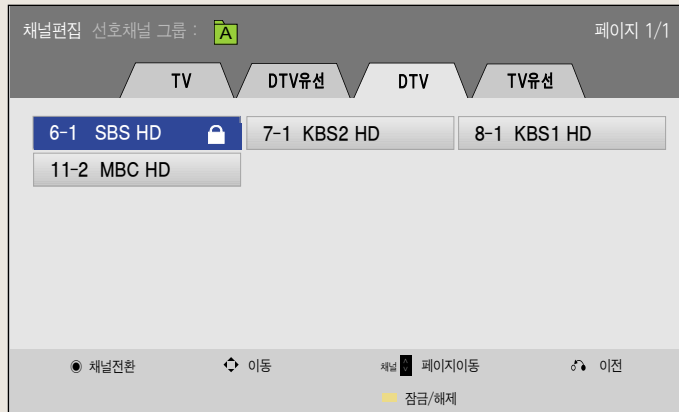 채널편집 선호채널 그룹 : A 페이지 1/1
TV DTV유선 DTV TV유선
6-1 SBS HD 7-1 KBS2 HD 8-1 KBS1 HD
11-2 MBC HD
채널전환 이동 채널 페이지이동 이전
잠금/해제